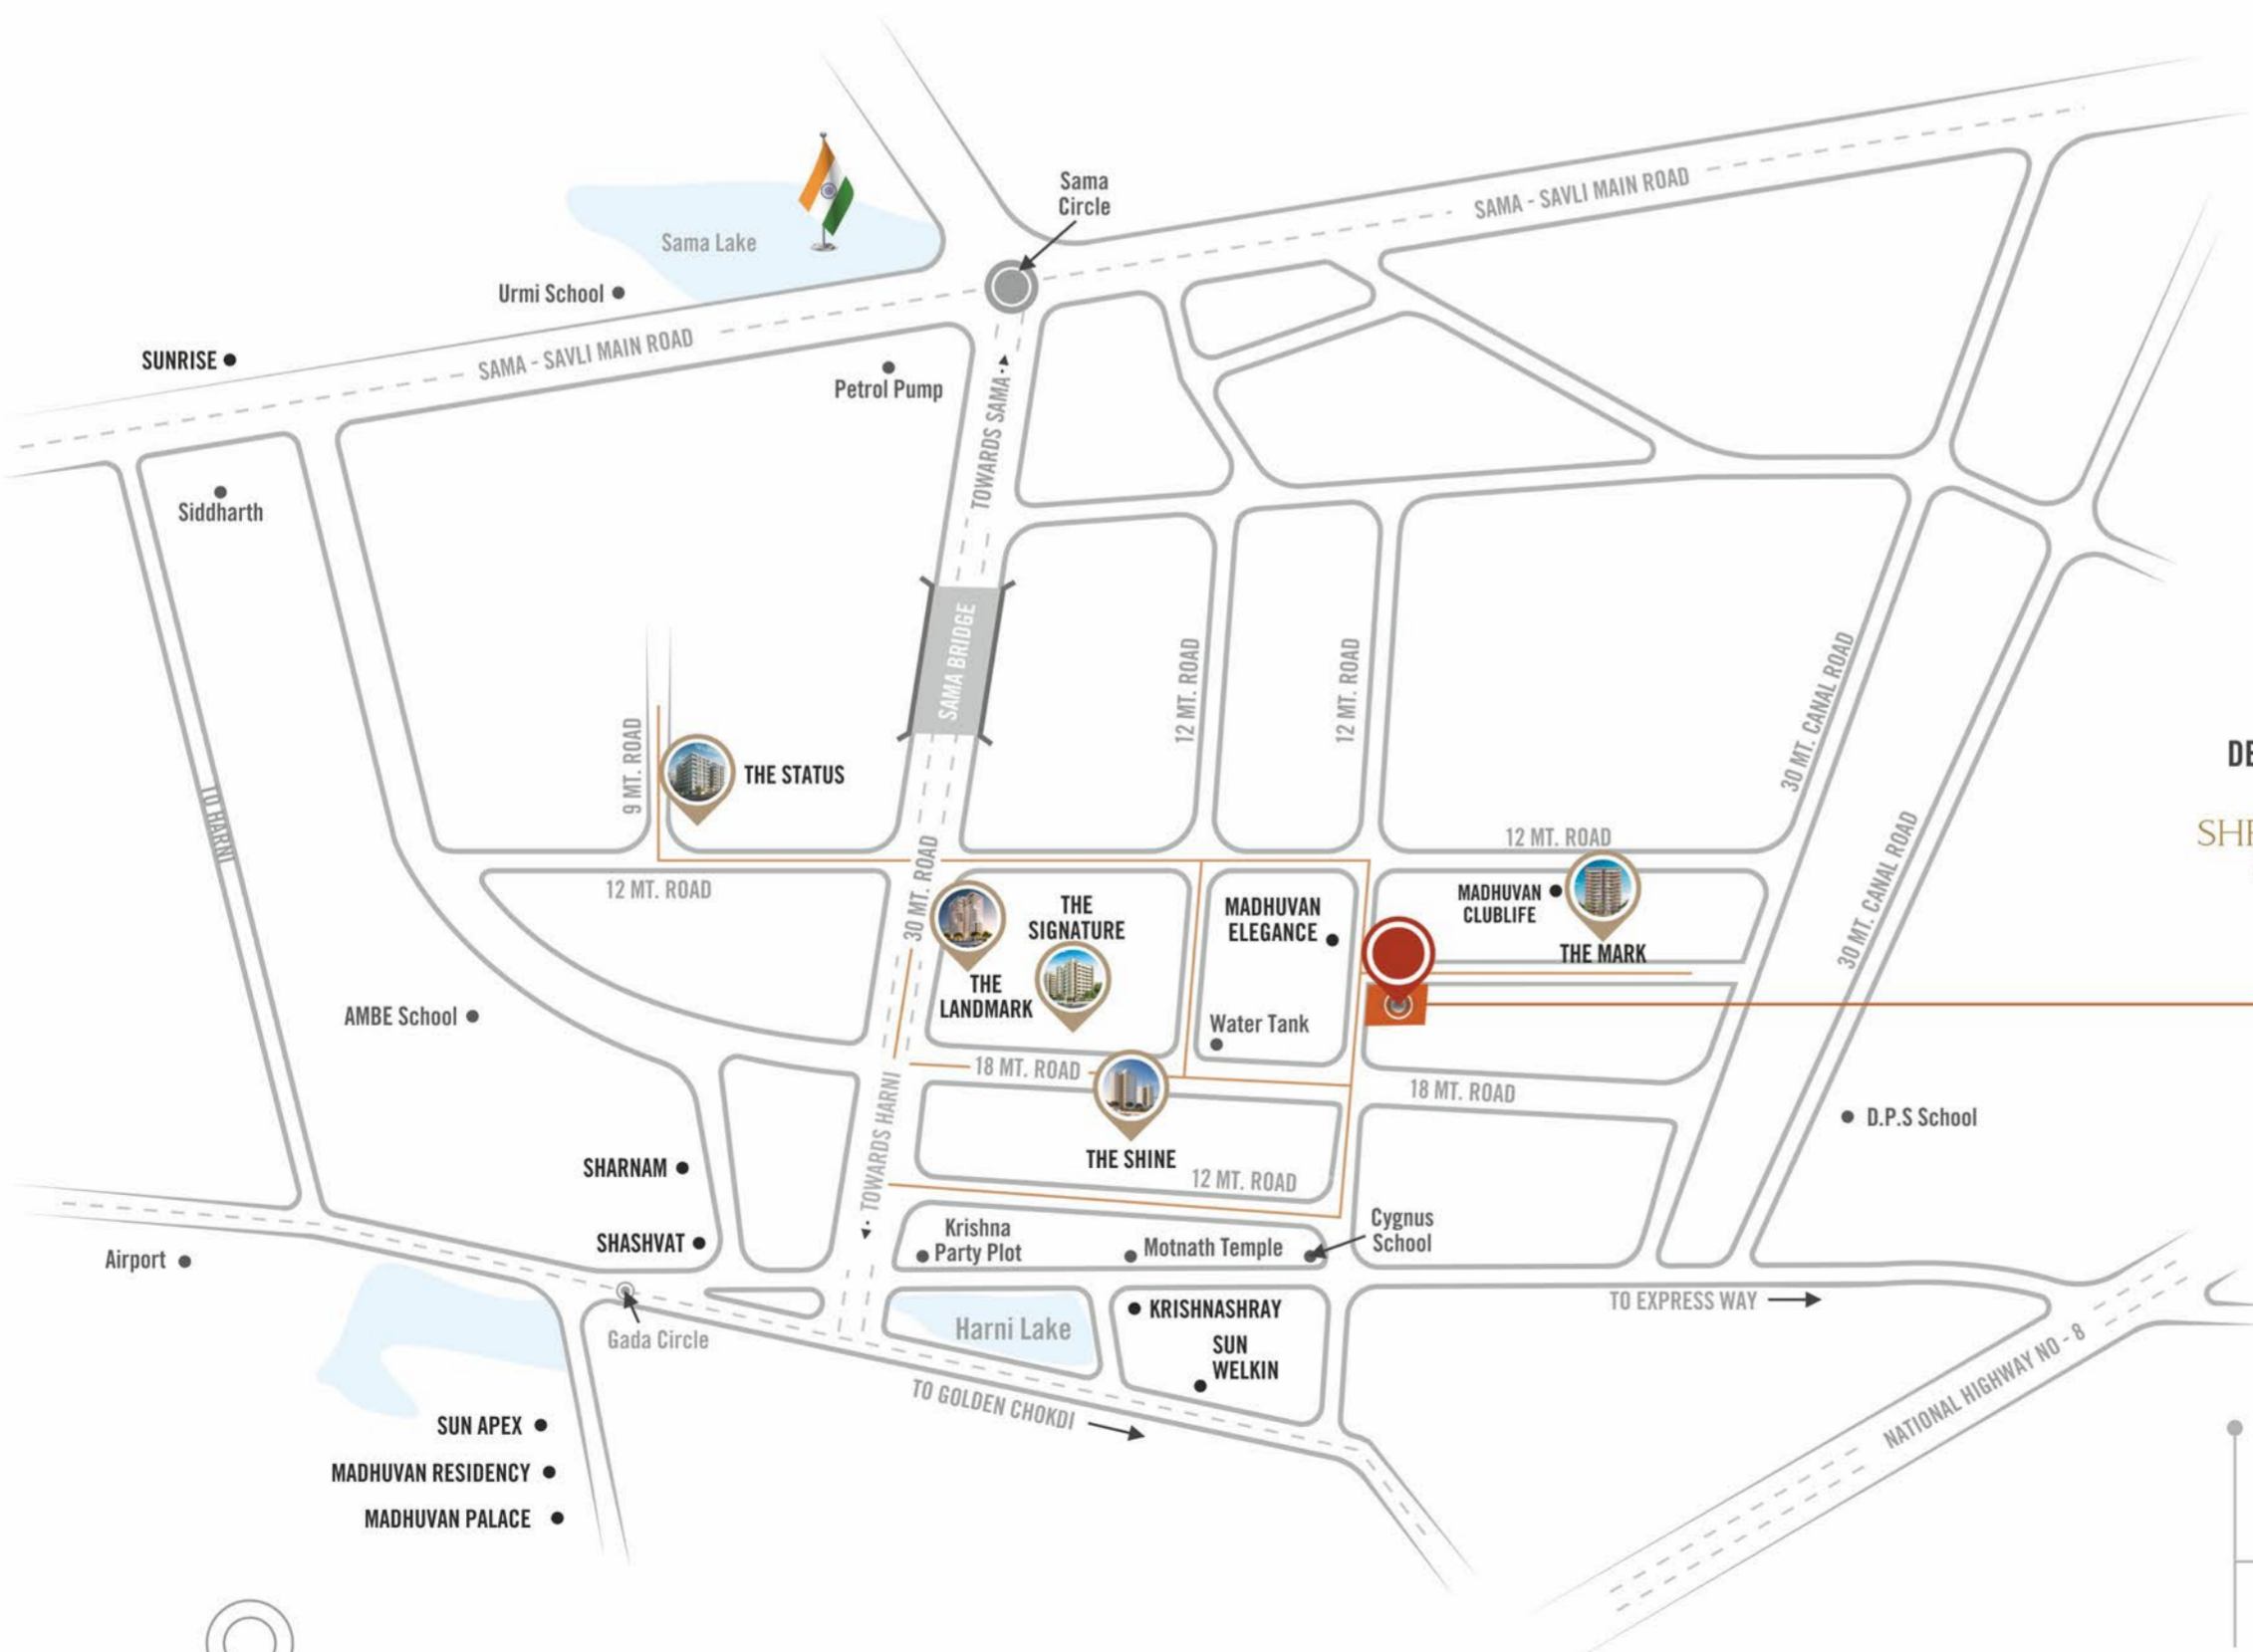 Sama
Circle
SAMA - SAVLI MAIN ROAD
Sama Lake
Urmi School
SAMA - SAVLI MAIN ROAD
SUNRISE
Petrol Pump
TOWARDS SAMA
Siddharth
SAMA BRIDGE
12 MT. ROAD
12 MT. ROAD
30 MT. CANAL ROAD
9 MT. ROAD
THE STATUS
TO HARNI
30 MT. ROAD
12 MT. ROAD
30 MT. CANAL ROAD
12 MT. ROAD
THE
SIGNATURE
MADHUVAN
ELEGANCE
MADHUVAN
CLUBLIFE
THE MARK
THE
LANDMARK
AMBE School
Water Tank
18 MT. ROAD
18 MT. ROAD
TOWARDS HARNI
D.P.S School
SHARNAM
THE SHINE
12 MT. ROAD
SHASHVAT
Krishna
Party Plot
Motnath Temple
Cygnus
School
Airport
Gada Circle
Harni Lake
KRISHNASHRAY
SUN
WELKIN
TO EXPRESS WAY
TO GOLDEN CHOKDI
NATIONAL HIGHWAY NO - 8
SUN APEX
MADHUVAN RESIDENCY
MADHUVAN PALACE